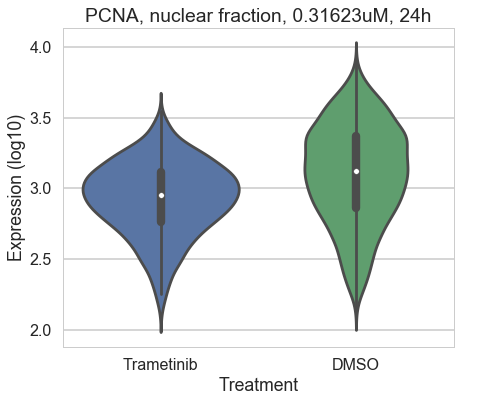 PCNA, nuclear fraction, 0.31623uM, 24h
Expression (log10)
4.0
3.5
3.0
2.5
2.0
Trametinib DMSO
Treatment